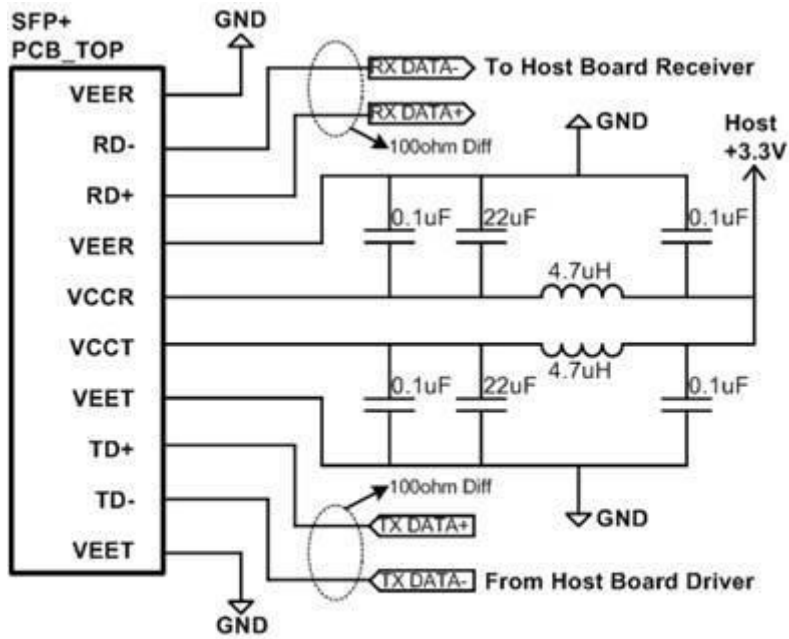 SFP+
PCB_TOP
GND
VEER
RD-
RD+
VEER
VCCR
VCCT
VEET
TD+
TD-
VEET
GND
RX DATA-
To Host Board Receiver
RX DATA+
100ohm Diff
GND
Host
+3.3V
0.1uF
22uF
0.1uF
4.7uH
4.7uH
0.1uF
22uF
0.1uF
100ohm Diff
GND
TX DATA+
TX DATA-
From Host Board Driver